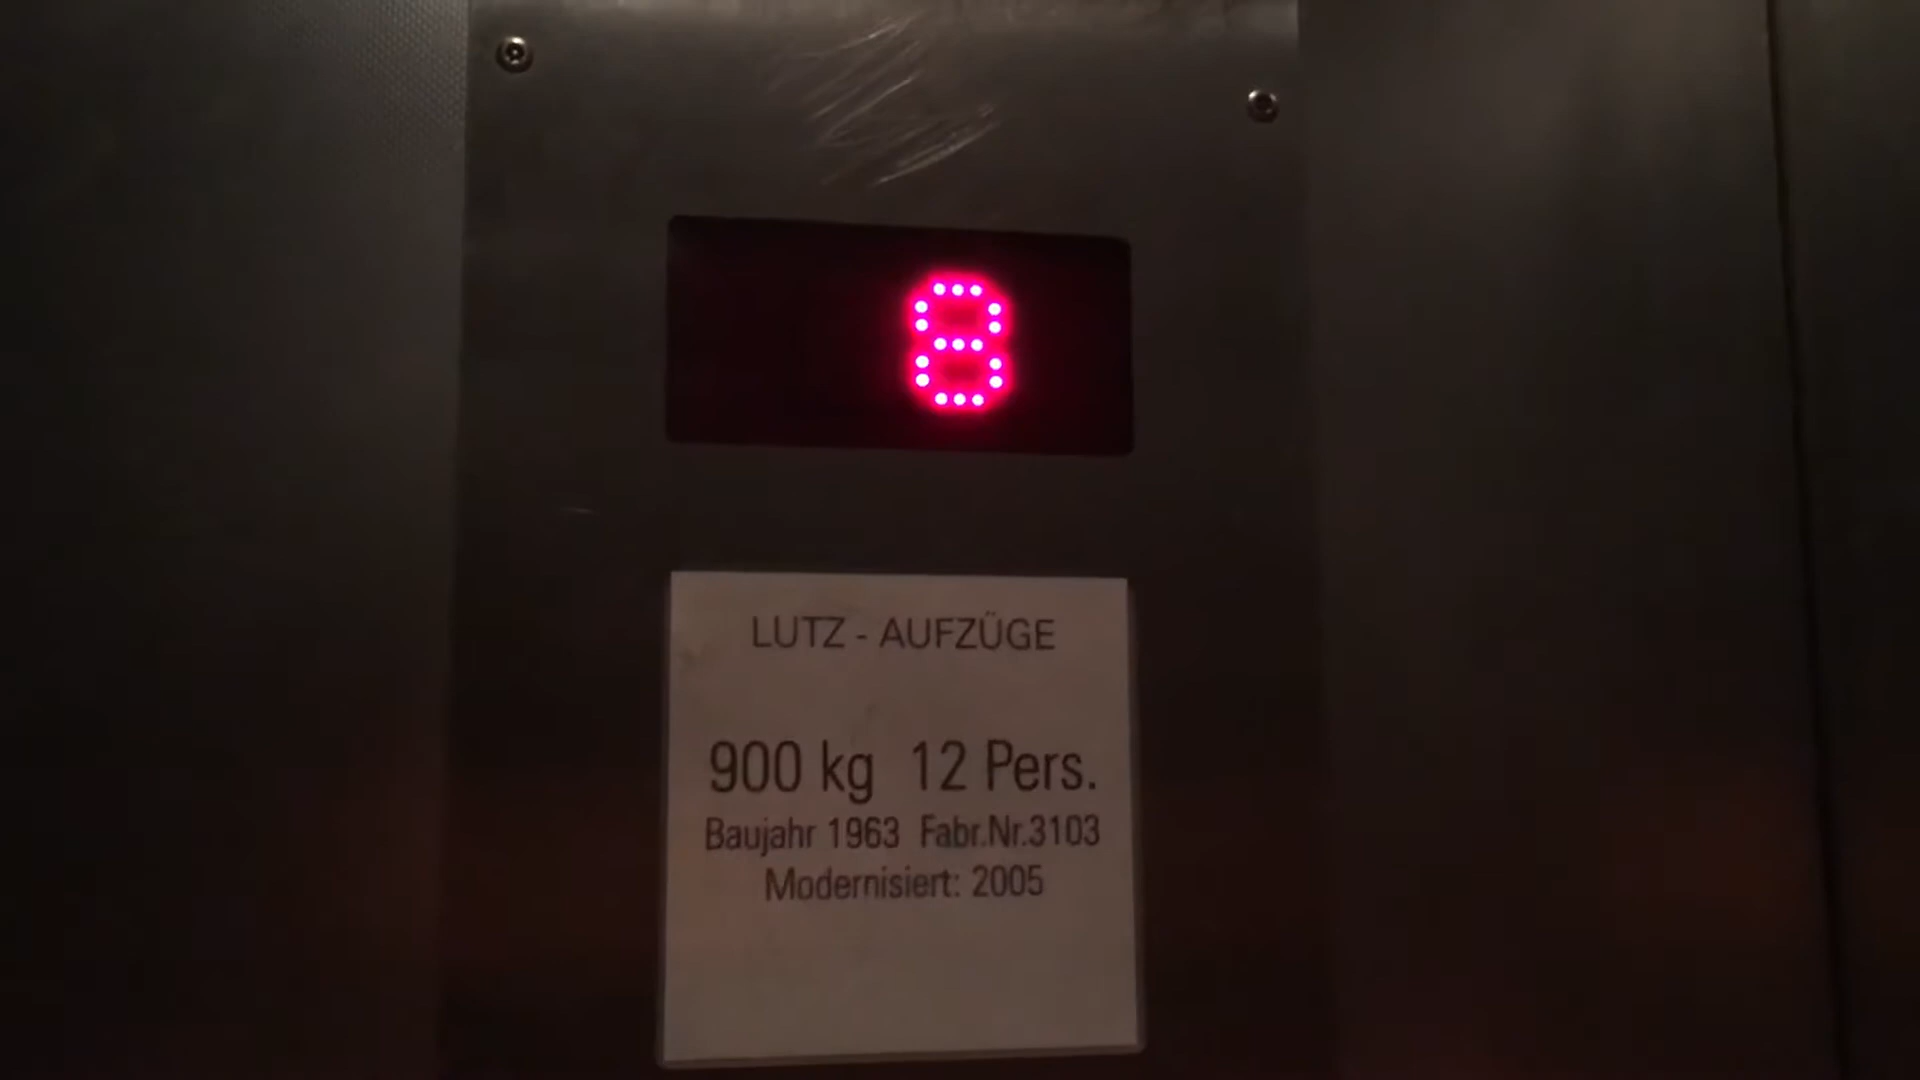 8
LUTZ - AUFZÜGE
900 kg 12 Pers.
Baujahr 1963 Fabr.Nr.3103
Modernisiert: 2005